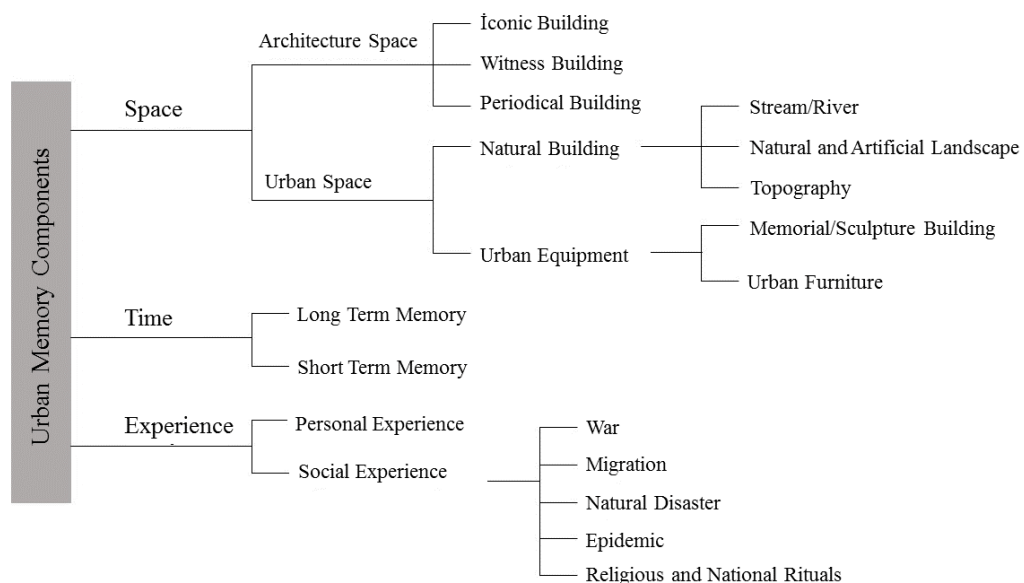 Urban Memory Components
Space
Architecture Space
İconic Building
Witness Building
Periodical Building
Urban Space
Natural Building
Stream/River
Natural and Artificial Landscape
Topography
Urban Equipment
Memorial/Sculpture Building
Urban Furniture
Time
Long Term Memory
Short Term Memory
Experience
Personal Experience
Social Experience
War
Migration
Natural Disaster
Epidemic
Religious and National Rituals